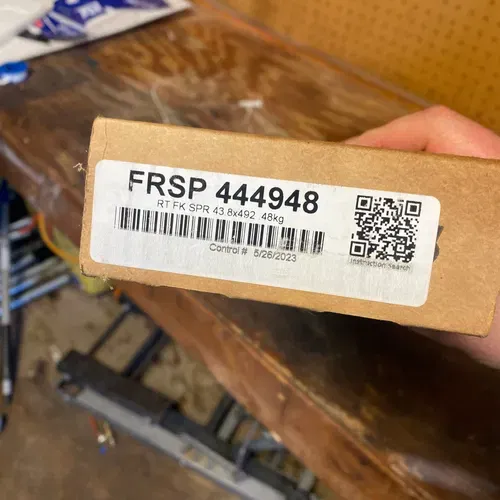 FRSP 444948
RT FK SPR 43.8x492 .48kg
Control # 5/26/2023
Instruction Search